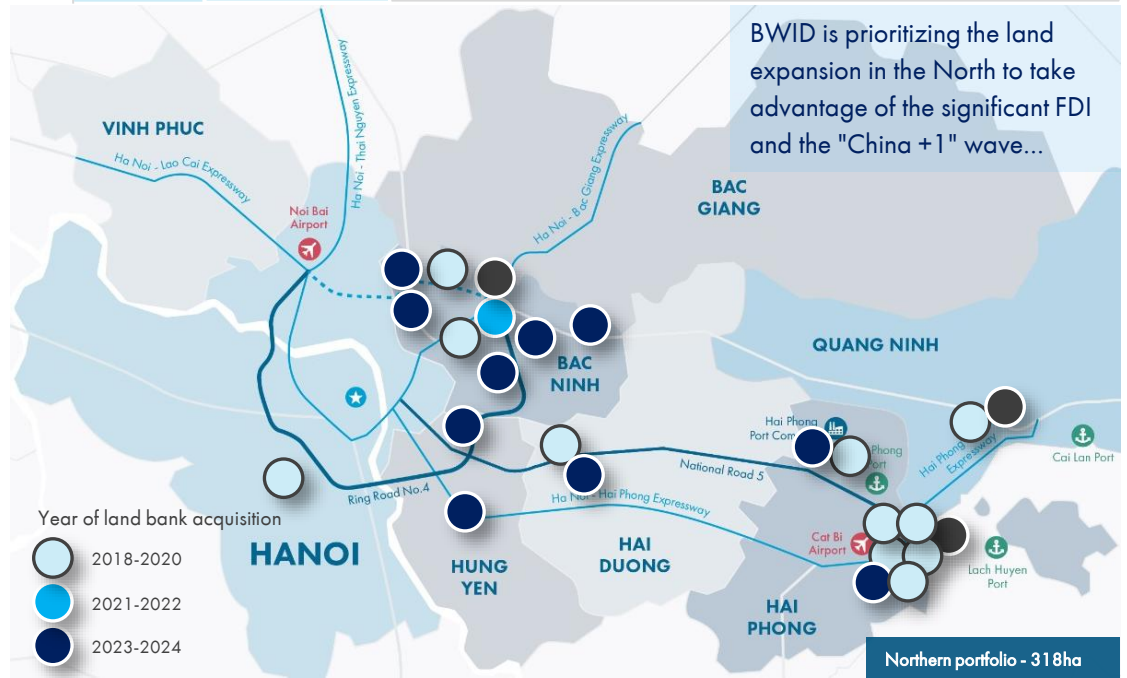 BWID is prioritizing the land
expansion in the North to take
advantage of the significant FDI
and the "China +1" wave...
VINH PHUC
Ha Noi - Lao Cai Expressway
Ha Noi - Thai Nguyen Expressway
Noi Bai
Airport
Ha Noi - Bac Giang Expressway
BAC
GIANG
BAC
NINH
QUANG NINH
Hai Phong
Port Com
Phong
Port
Hai Phong
Expressway
Cai Lan Port
National Road 5
Ring Road No.4
Ha Noi - Hai Phong Expressway
Year of land bank acquisition
2018-2020
2021-2022
2023-2024
HANOI
HUNG
YEN
HAI
DUONG
Cat Bi
Airport
Lach Huyen
Port
HAI
PHONG
Northern portfolio - 318ha